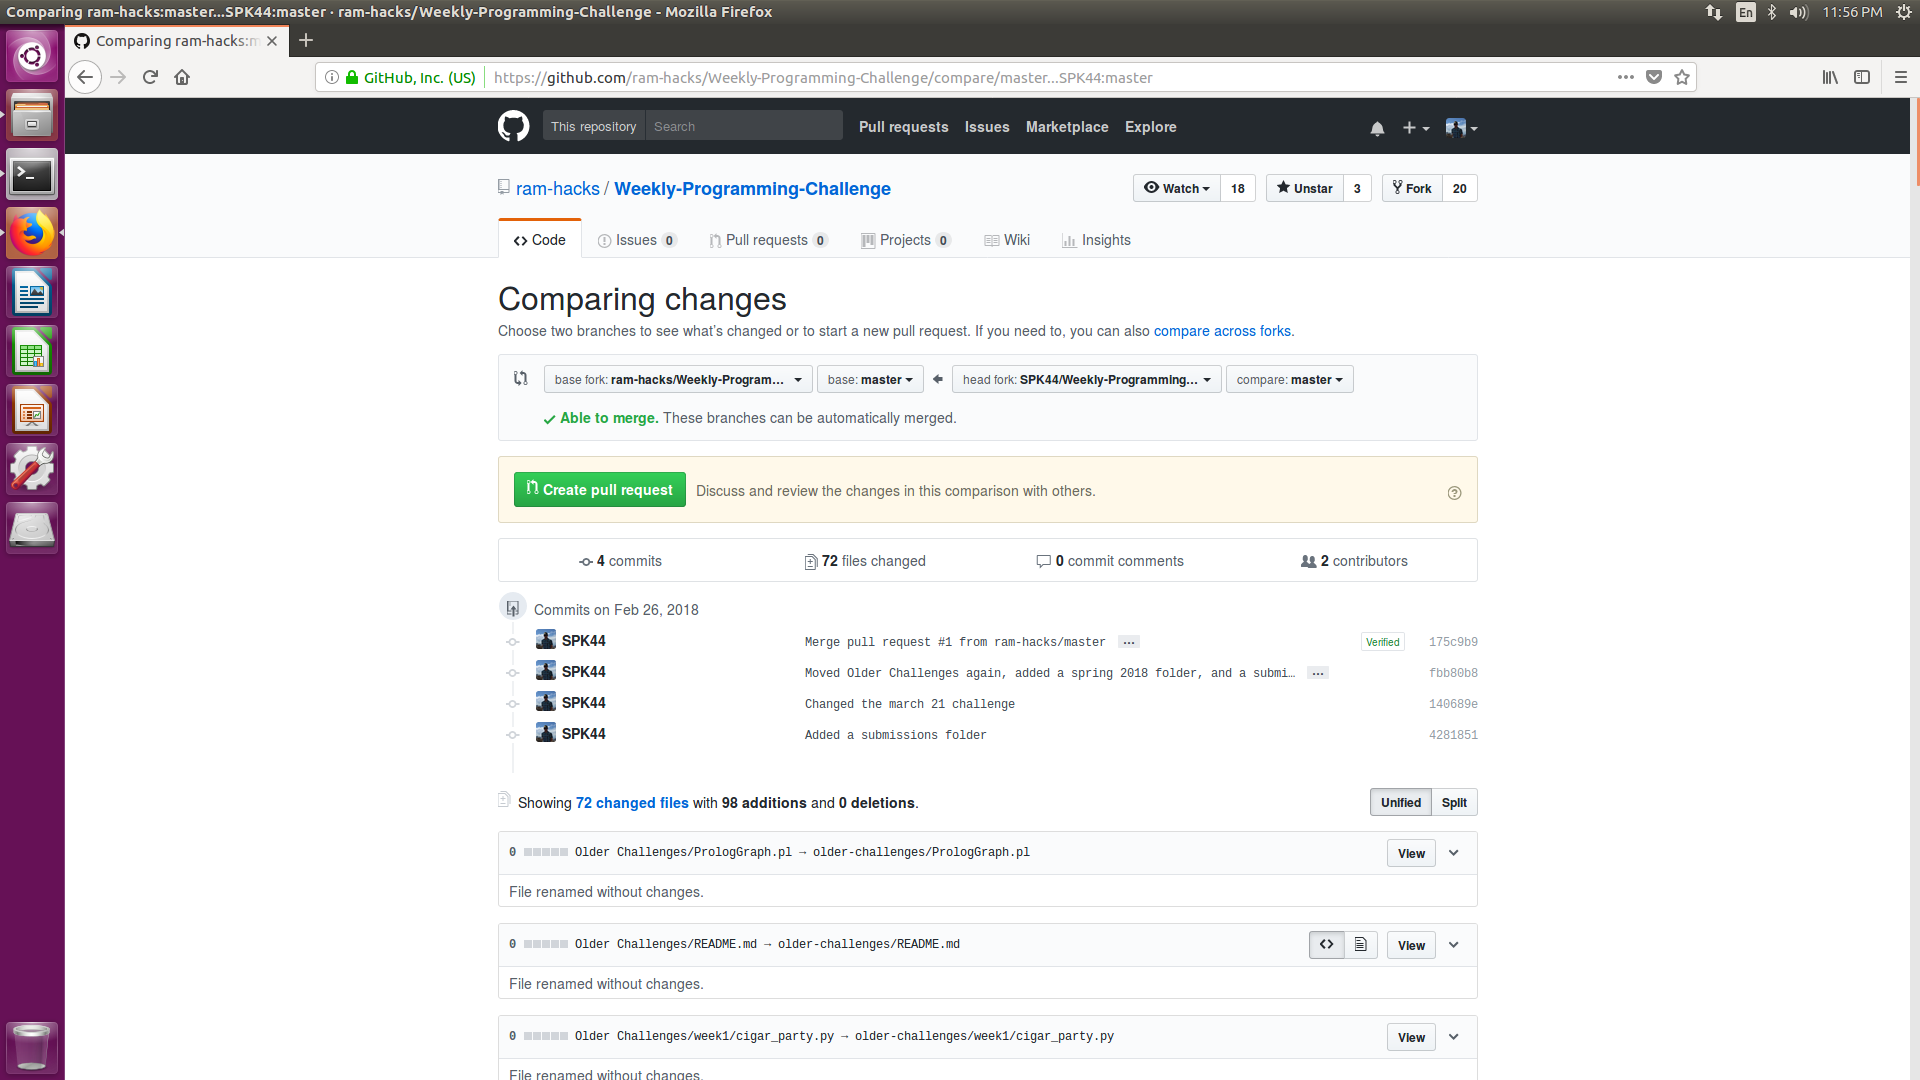 Comparing ram-hacks:master...SPK44:master · ram-hacks/Weekly-Programming-Challenge - Mozilla Firefox
En
11:56 PM
Comparing ram-hacks:m
GitHub, Inc. (US)
https://github.com/ram-hacks/Weekly-Programming-Challenge/compare/master...SPK44:master
This repository
Search
Pull requests
Issues
Marketplace
Explore
ram-hacks / Weekly-Programming-Challenge
Watch
18
Unstar
3
Fork
20
Code
Issues 0
Pull requests 0
Projects 0
Wiki
Insights
Comparing changes
Choose two branches to see what's changed or to start a new pull request. If you need to, you can also compare across forks.
base fork: ram-hacks/Weekly-Program…
base: master
head fork: SPK44/Weekly-Programming…
compare: master
Able to merge. These branches can be automatically merged.
Create pull request
Discuss and review the changes in this comparison with others.
4 commits
72 files changed
0 commit comments
2 contributors
Commits on Feb 26, 2018
SPK44
Merge pull request #1 from ram-hacks/master …
Verified
175c9b9
SPK44
Moved Older Challenges again, added a spring 2018 folder, and a submi… …
fbb80b8
SPK44
Changed the march 21 challenge
140689e
SPK44
Added a submissions folder
4281851
Showing 72 changed files with 98 additions and 0 deletions.
Unified
Split
0 Older Challenges/PrologGraph.pl → older-challenges/PrologGraph.pl
View
File renamed without changes.
0 Older Challenges/README.md → older-challenges/README.md
View
File renamed without changes.
0 Older Challenges/week1/cigar_party.py → older-challenges/week1/cigar_party.py
View
File renamed without changes.